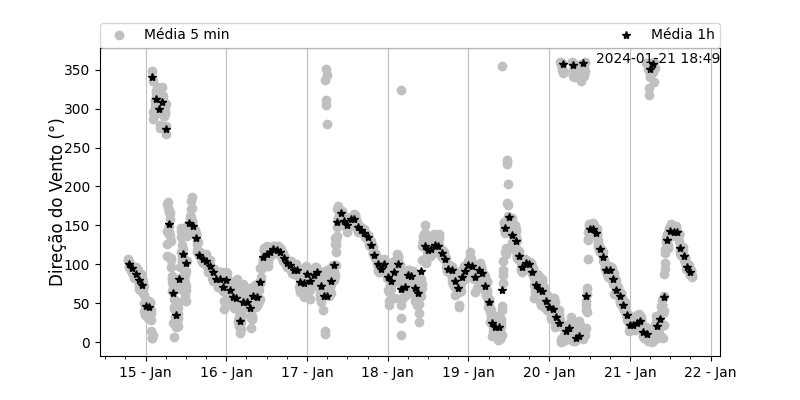 Média 5 min
Média 1h
2024-01-21 18:49
Direção do Vento (°)
350
300
250
200
150
100
50
0
15 - Jan
16 - Jan
17 - Jan
18 - Jan
19 - Jan
20 - Jan
21 - Jan
22 - Jan